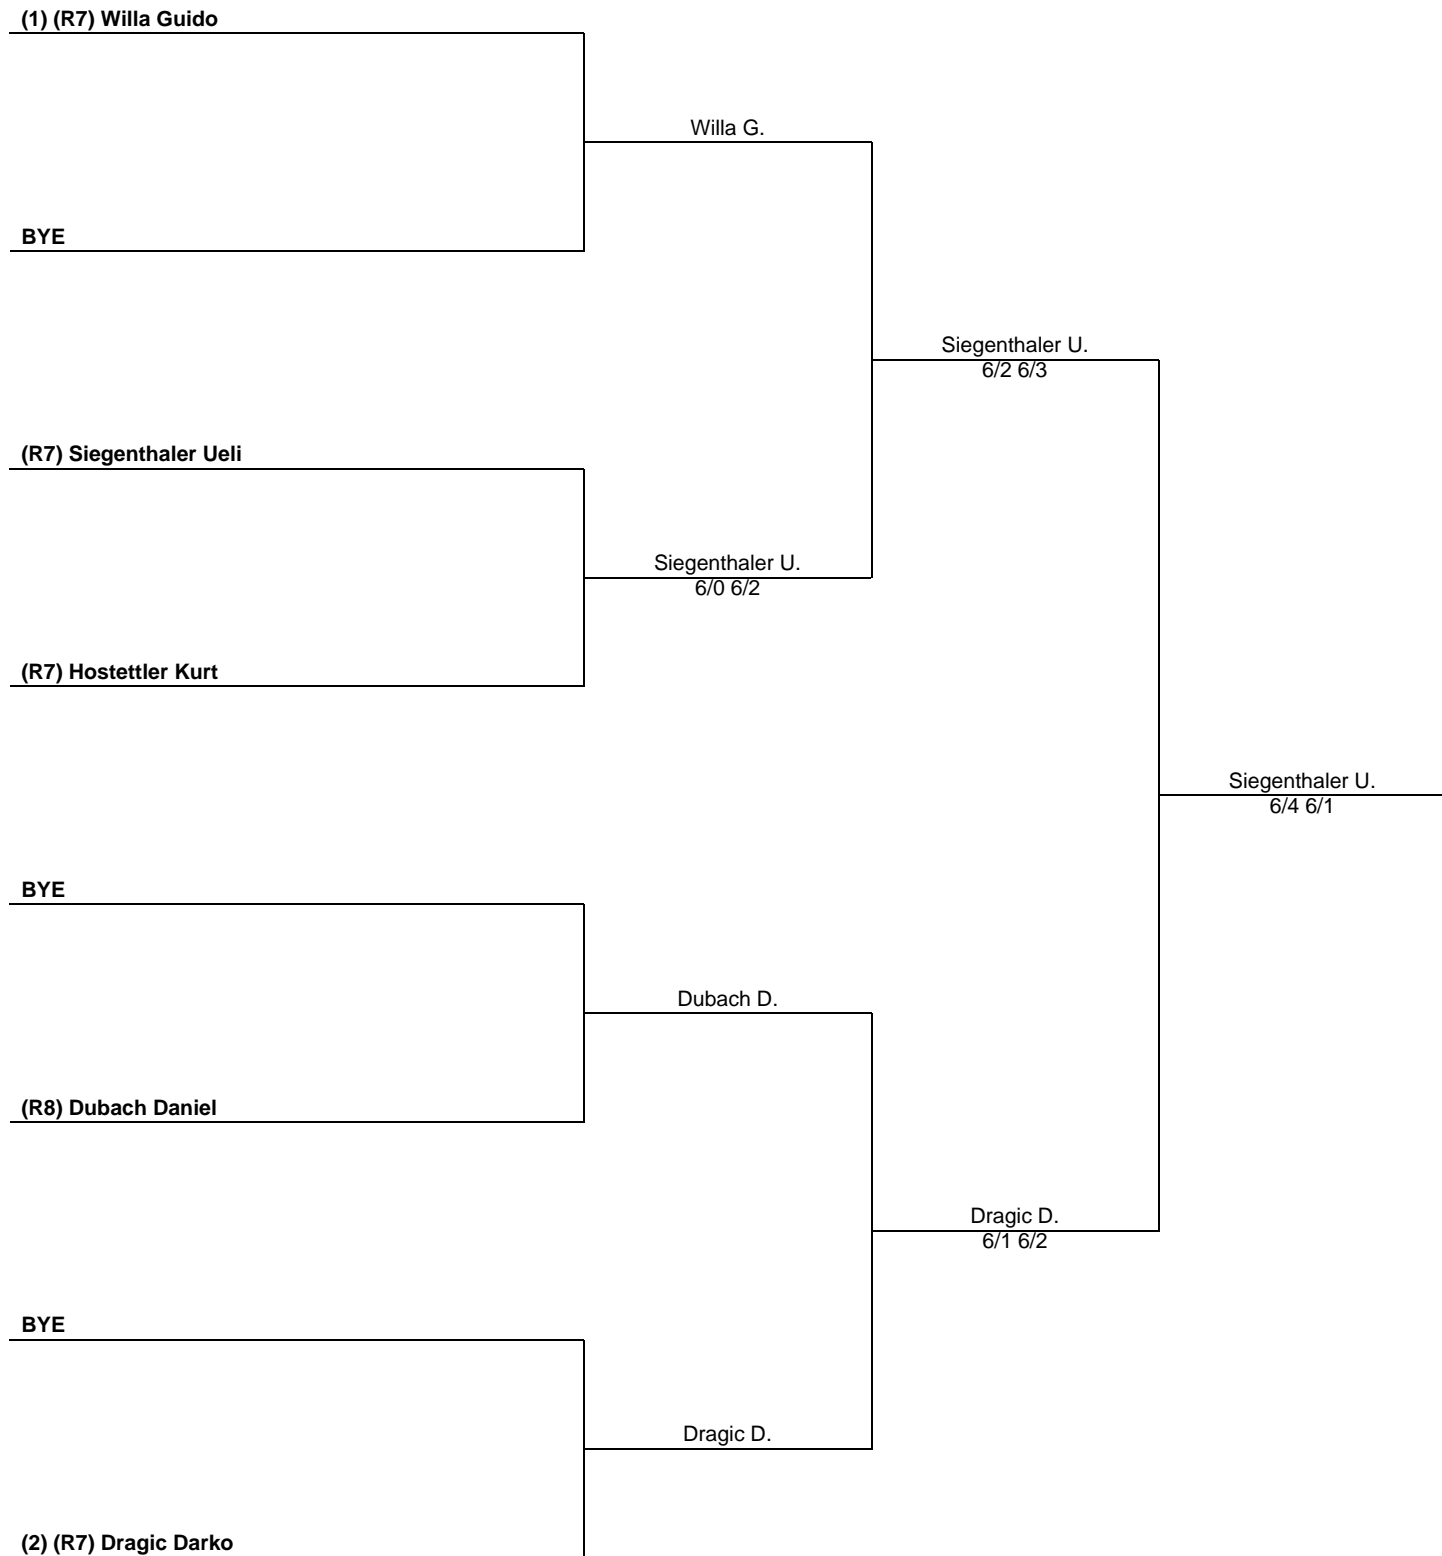 (1) (R7) Willa Guido
Willa G.
BYE
Siegenthaler U.
6/2 6/3
(R7) Siegenthaler Ueli
Siegenthaler U.
6/0 6/2
(R7) Hostettler Kurt
Siegenthaler U.
6/4 6/1
BYE
Dubach D.
(R8) Dubach Daniel
Dragic D.
6/1 6/2
BYE
Dragic D.
(2) (R7) Dragic Darko